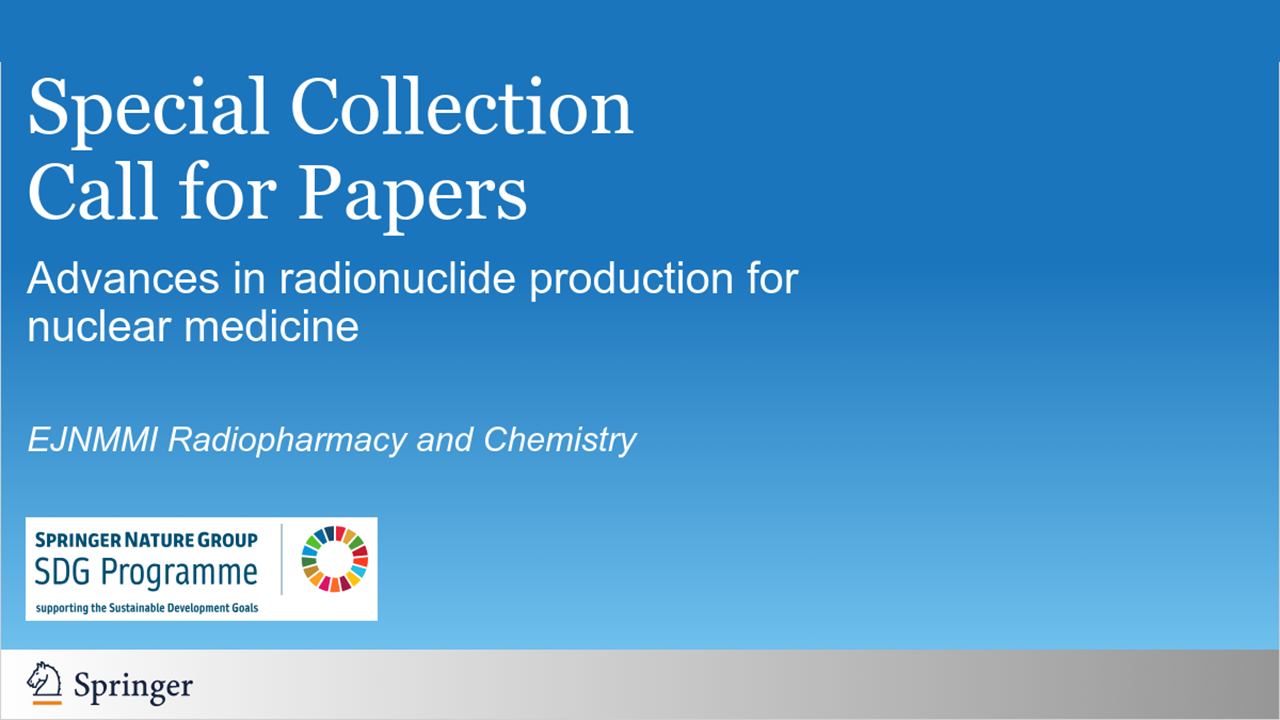 Special Collection
Call for Papers
Advances in radionuclide production for
nuclear medicine
EJNMMI Radiopharmacy and Chemistry
SPRINGER NATURE GROUP
SDG Programme
supporting the Sustainable Development Goals
Springer